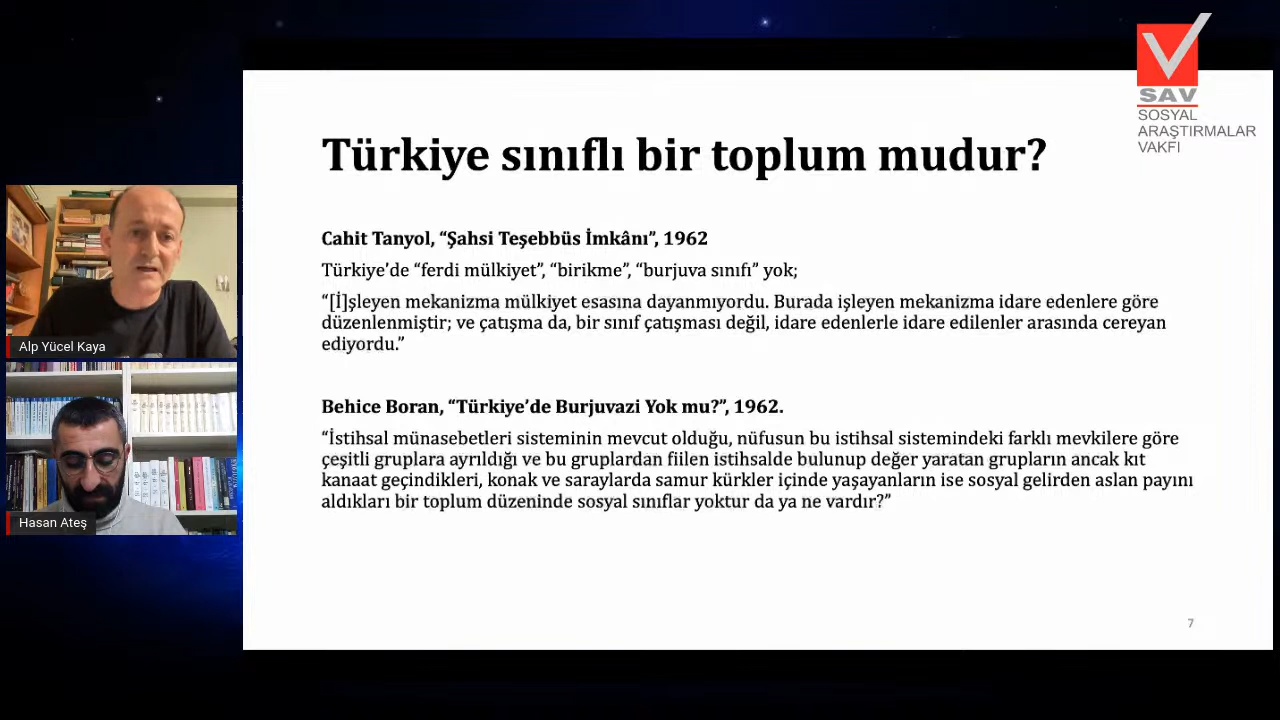 SAV
SOSYAL
ARAŞTIRMALAR
VAKFI
Türkiye sınıflı bir toplum mudur?
Cahit Tanyol, “Şahsi Teşebbüs İmkânı”, 1962
Türkiye’de “ferdi mülkiyet”, “birikme”, “burjuva sınıfı” yok;
“[İ]şleyen mekanizma mülkiyet esasına dayanmıyordu. Burada işleyen mekanizma idare edenlere göre
düzenlenmiştir; ve çatışma da, bir sınıf çatışması değil, idare edenlerle idare edilenler arasında cereyan
ediyordu.”
Behice Boran, “Türkiye’de Burjuvazi Yok mu?”, 1962.
“İstihsal münasebetleri sisteminin mevcut olduğu, nüfusun bu istihsal sistemindeki farklı mevkilere göre
çeşitli gruplara ayrıldığı ve bu gruplardan fiilen istihsalde bulunup değer yaratan grupların ancak kıt
kanaat geçindikleri, konak ve saraylarda samur kürkler içinde yaşayanların ise sosyal gelirden aslan payını
aldıkları bir toplum düzeninde sosyal sınıflar yoktur da ya ne vardır?”
7
Alp Yücel Kaya
Hasan Ateş